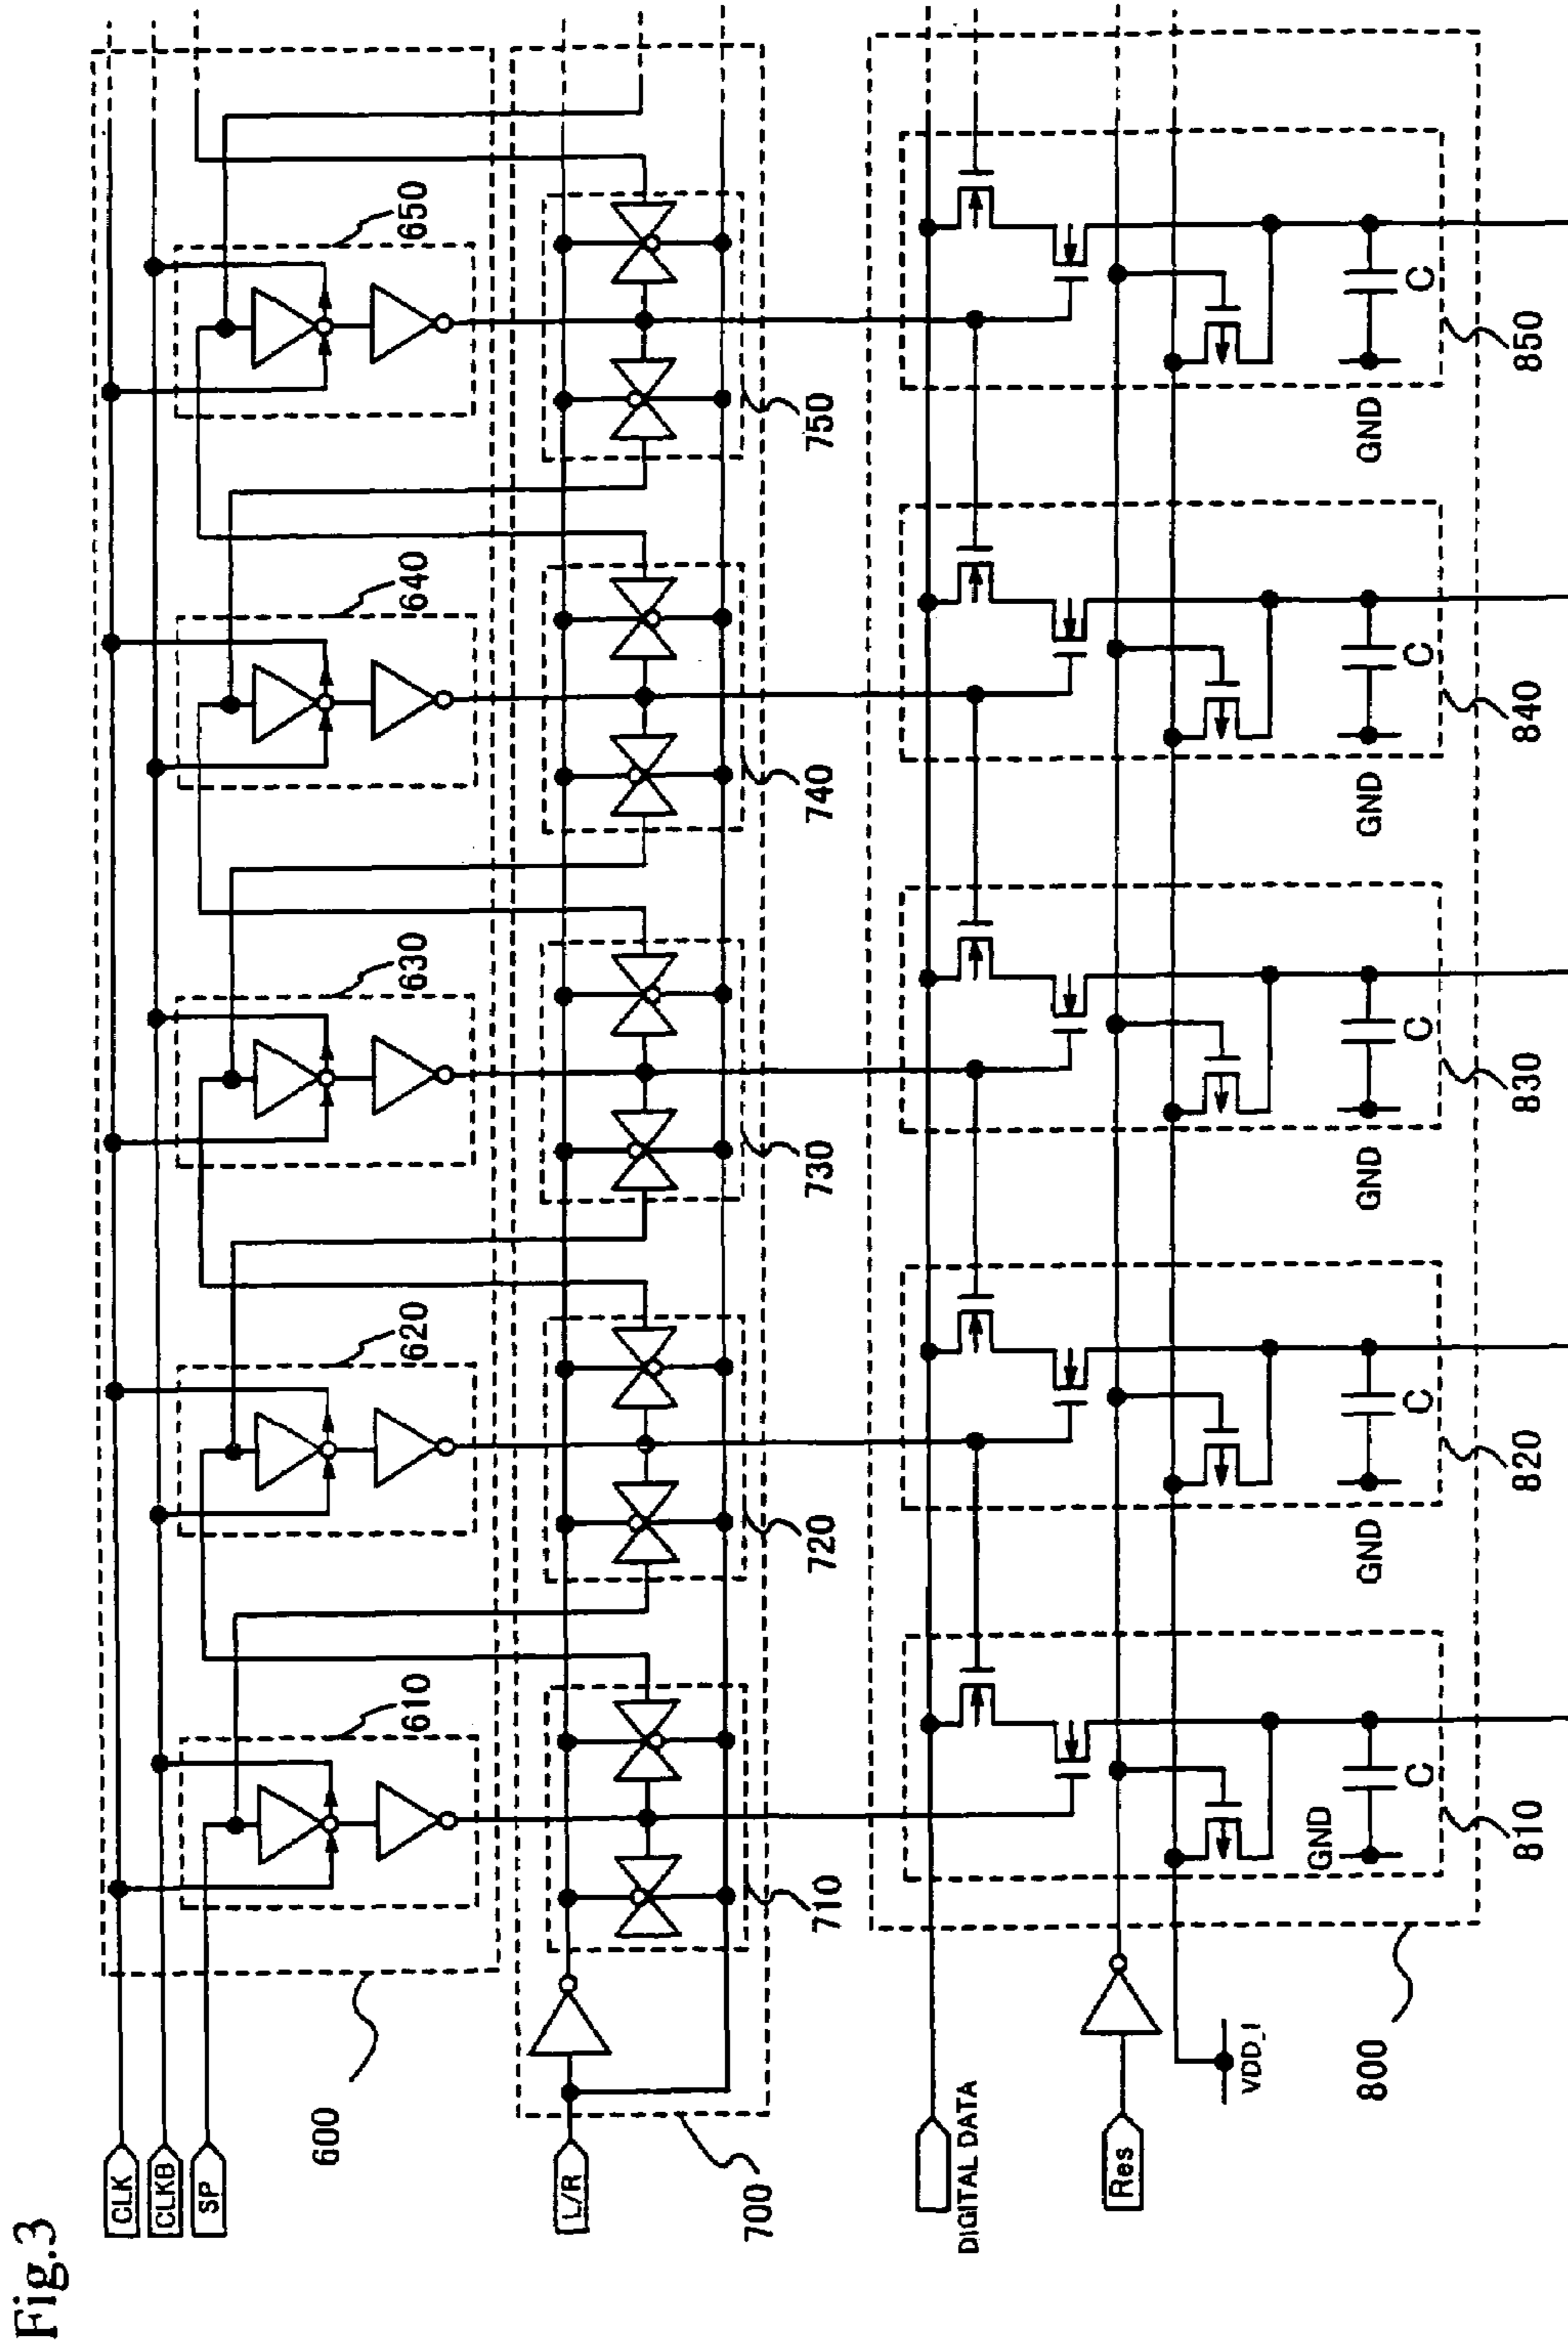 Fig.3
CLK
CLKB
SP
600
610
620
630
640
650
L/R
700
710
720
730
740
750
DIGITAL DATA
Res
VDD_I
800
GND
C
810
GND
C
820
GND
C
830
GND
C
840
GND
C
850